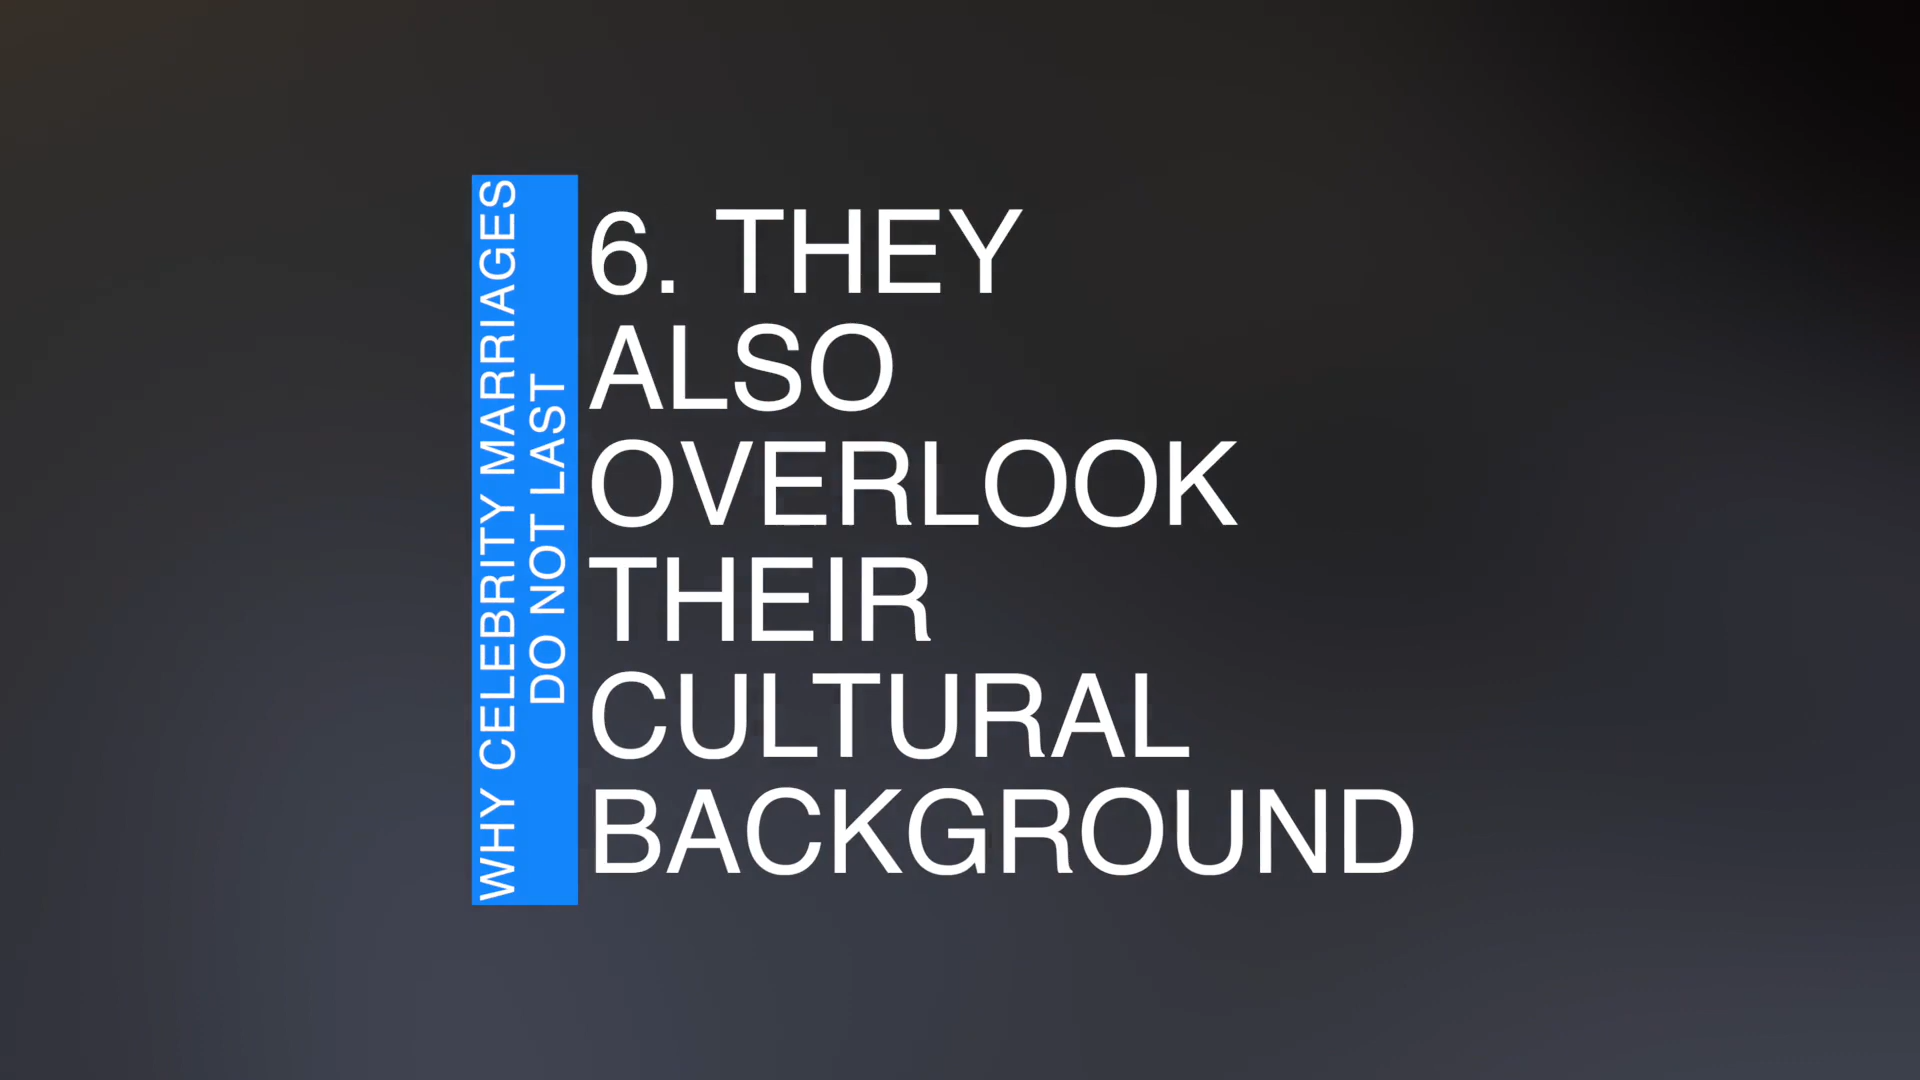 WHY CELEBRITY MARRIAGES
DO NOT LAST
6. THEY
ALSO
OVERLOOK
THEIR
CULTURAL
BACKGROUND